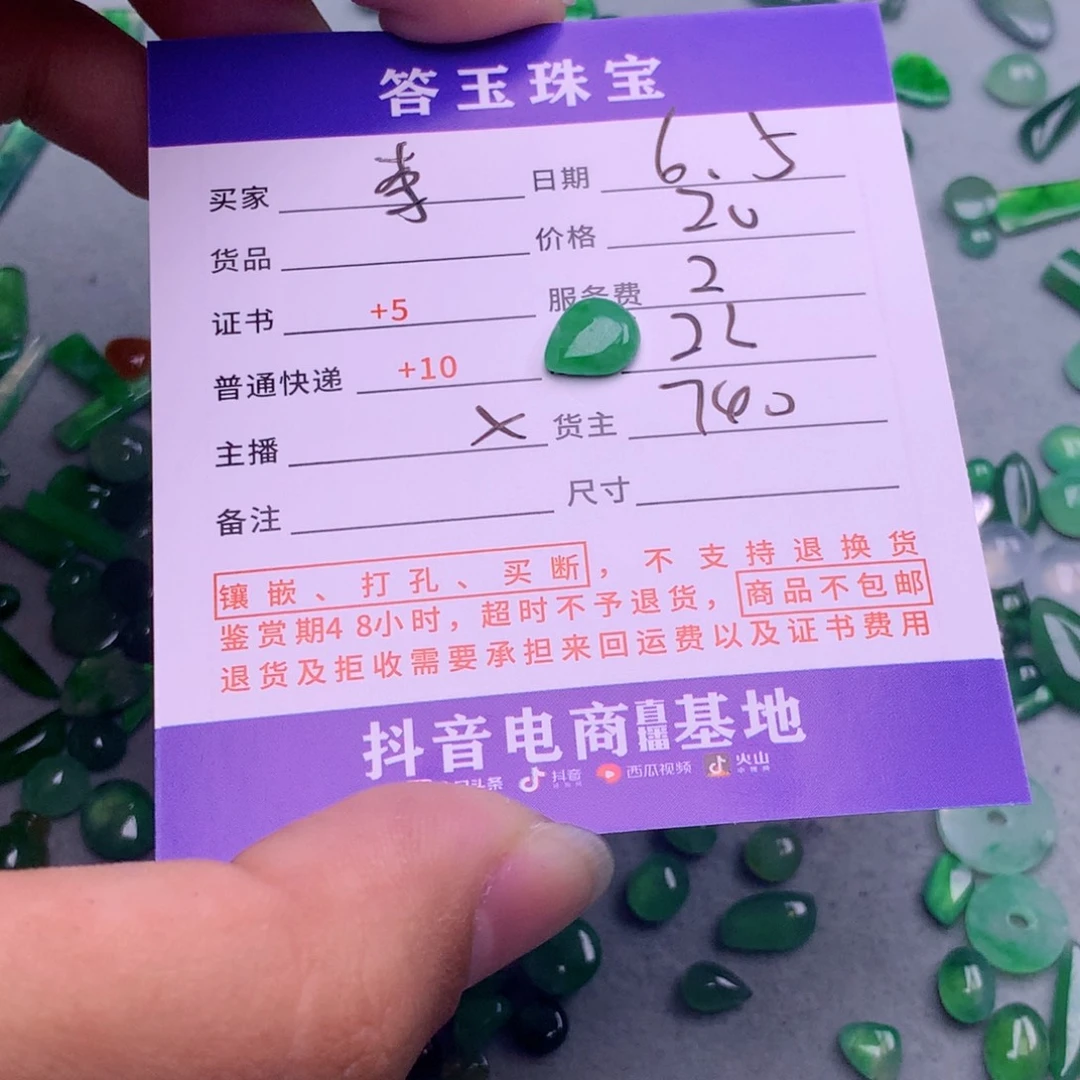 答玉珠宝
买家 李 日期 6.5
货品 价格 20
证书 +5 服务费 2
普通快递 +10 22
主播 X 货主 740
备注 尺寸
镶嵌、打孔、买断，不支持退换货
鉴赏期48小时，超时不予退货，商品不包邮
退货及拒收需要承担来回运费以及证书费用
抖音电商直播基地
头条 抖音 西瓜视频 火山